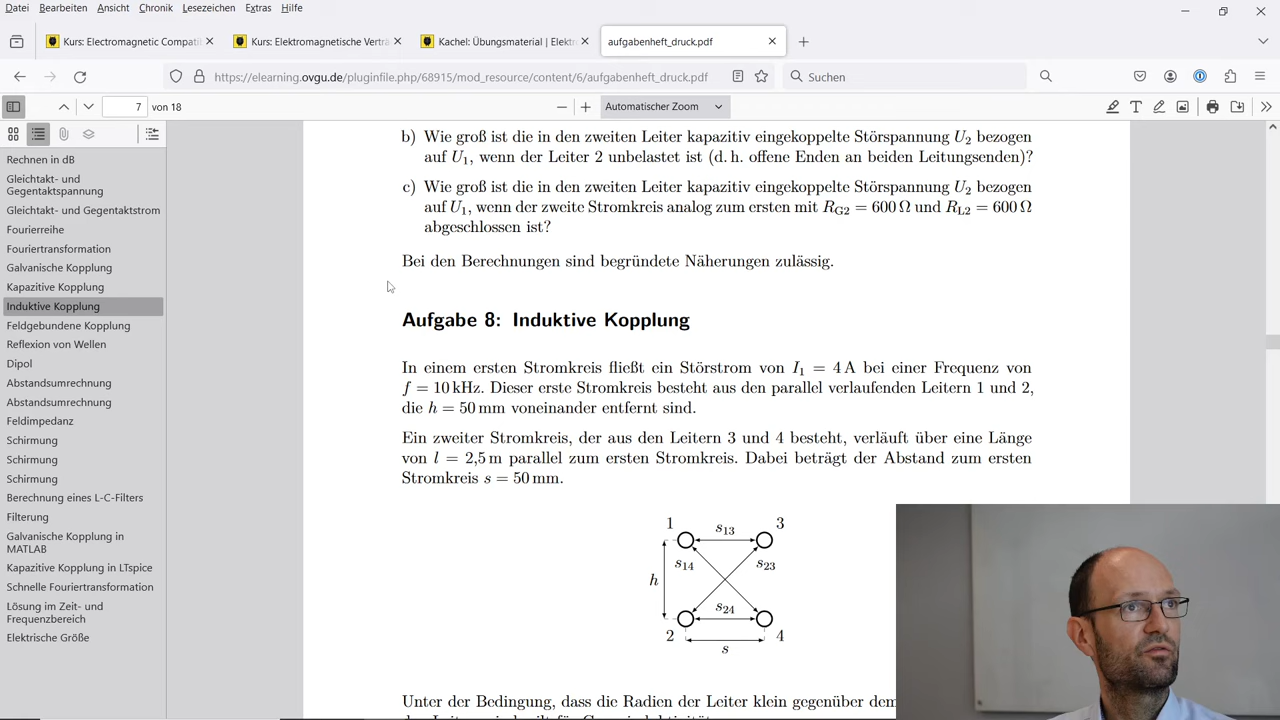 Datei Bearbeiten Ansicht Chronik Lesezeichen Extras Hilfe
Kurs: Electromagnetic Compati
Kurs: Elektromagnetische Verträ
Kachel: Übungsmaterial | Elektr
aufgabenheft_druck.pdf
https://elearning.ovgu.de/pluginfile.php/68915/mod_resource/content/6/aufgabenheft_druck.pdf
Suchen
7 von 18
Automatischer Zoom
Rechnen in dB
Gleichtakt- und
Gegentaktspannung
Gleichtakt- und Gegentaktstrom
Fourierreihe
Fouriertransformation
Galvanische Kopplung
Kapazitive Kopplung
Induktive Kopplung
Feldgebundene Kopplung
Reflexion von Wellen
Dipol
Abstandsumrechnung
Abstandsumrechnung
Feldimpedanz
Schirmung
Schirmung
Schirmung
Berechnung eines L-C-Filters
Filterung
Galvanische Kopplung in
MATLAB
Kapazitive Kopplung in LTspice
Schnelle Fouriertransformation
Lösung im Zeit- und
Frequenzbereich
Elektrische Größe
b) Wie groß ist die in den zweiten Leiter kapazitiv eingekoppelte Störspannung U₂ bezogen
auf U₁, wenn der Leiter 2 unbelastet ist (d. h. offene Enden an beiden Leitungsenden)?
c) Wie groß ist die in den zweiten Leiter kapazitiv eingekoppelte Störspannung U₂ bezogen
auf U₁, wenn der zweite Stromkreis analog zum ersten mit R_G2 = 600 Ω und R_L2 = 600 Ω
abgeschlossen ist?
Bei den Berechnungen sind begründete Näherungen zulässig.
Aufgabe 8: Induktive Kopplung
In einem ersten Stromkreis fließt ein Störstrom von I₁ = 4 A bei einer Frequenz von
f = 10 kHz. Dieser erste Stromkreis besteht aus den parallel verlaufenden Leitern 1 und 2,
die h = 50 mm voneinander entfernt sind.
Ein zweiter Stromkreis, der aus den Leitern 3 und 4 besteht, verläuft über eine Länge
von l = 2,5 m parallel zum ersten Stromkreis. Dabei beträgt der Abstand zum ersten
Stromkreis s = 50 mm.
1 s₁₃ 3
s₁₄ s₂₃
h
s₂₄
2 4
s
Unter der Bedingung, dass die Radien der Leiter klein gegenüber dem